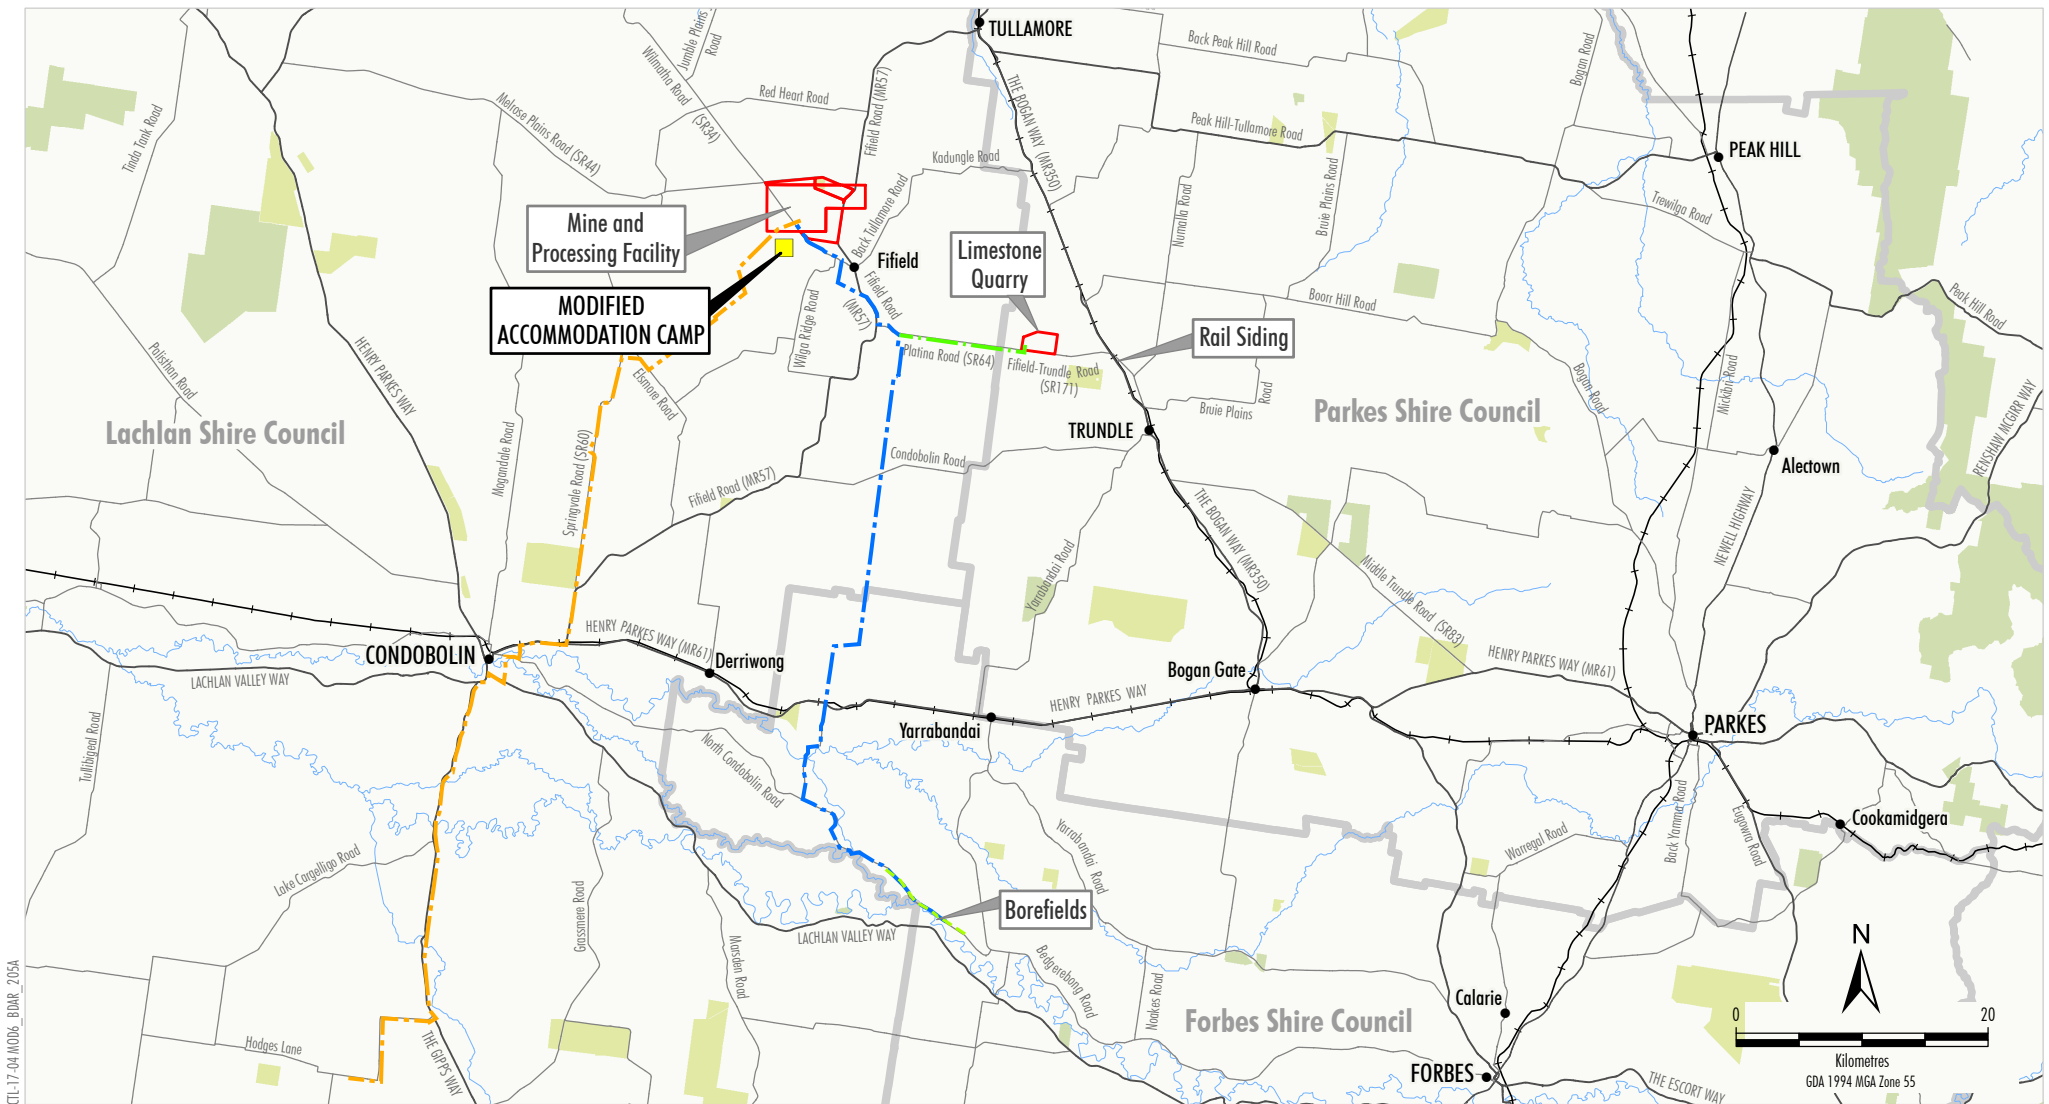 TULLAMORE
Jumble Plains
Road
Wilmatha Road
(SR34)
Back Peak Hill Road
Bogan Road
Red Heart Road
Fifield Road (MR57)
THE BOGAN WAY (MR350)
Tinda Tank Road
Melrose Plains Road (SR44)
Peak Hill-Tullamore Road
PEAK HILL
Kadungle Road
Back Tullamore Road
Numalla Road
Bruie Plains Road
Trewilga Road
Mine and
Processing Facility
Limestone
Quarry
Fifield
Fifield Road
(MR57)
MODIFIED
ACCOMMODATION CAMP
Wilga Ridge Road
Boorr Hill Road
Peak Hill Road
Rail Siding
Palisthan Road
HENRY PARKES WAY
Platina Road (SR64)
Fifield-Trundle Road
(SR171)
Elsmore Road
Bruie Plains
Road
Bogan Road
Mickibri Road
RENSHAW MCGIRR WAY
Lachlan Shire Council
Parkes Shire Council
TRUNDLE
Mogandale Road
Springvale Road (SR60)
Condobolin Road
Fifield Road (MR57)
Alectown
NEWELL HIGHWAY
THE BOGAN WAY (MR350)
Yarrabandai Road
Middle Trundle Road (SR83)
HENRY PARKES WAY (MR61)
CONDOBOLIN
Derriwong
Bogan Gate
HENRY PARKES WAY (MR61)
LACHLAN VALLEY WAY
HENRY PARKES WAY
Yarrabandai
PARKES
Tullibigeal Road
North Condobolin Road
Back Yamma Road
Eugowra Road
Cookamidgera
Yarrabandai Road
Warregal Road
Lake Cargelligo Road
Grassmere Road
Borefields
Marsden Road
LACHLAN VALLEY WAY
Bedgerebong Road
Noakes Road
Calarie
Forbes Shire Council
Hodges Lane
THE GIPPS WAY
FORBES
THE ESCORT WAY
N
0
20
Kilometres
GDA 1994 MGA Zone 55
CTL-17-04 MOD6_BDAR_205A